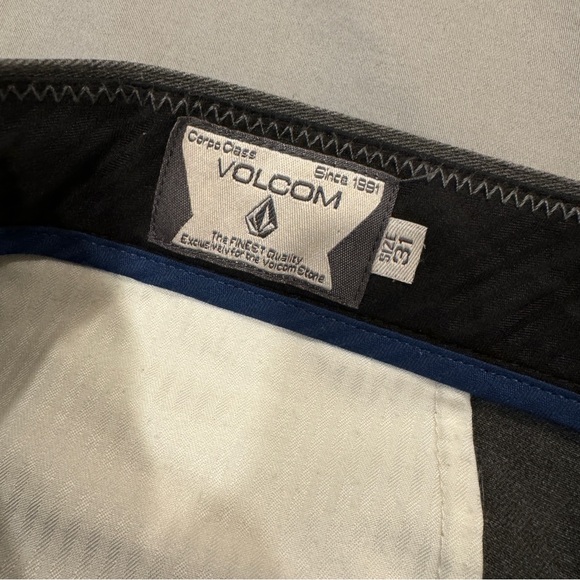 Corpo Class
Since 1991
VOLCOM
The FINEST Quality
Exclusively for the Volcom Stone
SIZE
31